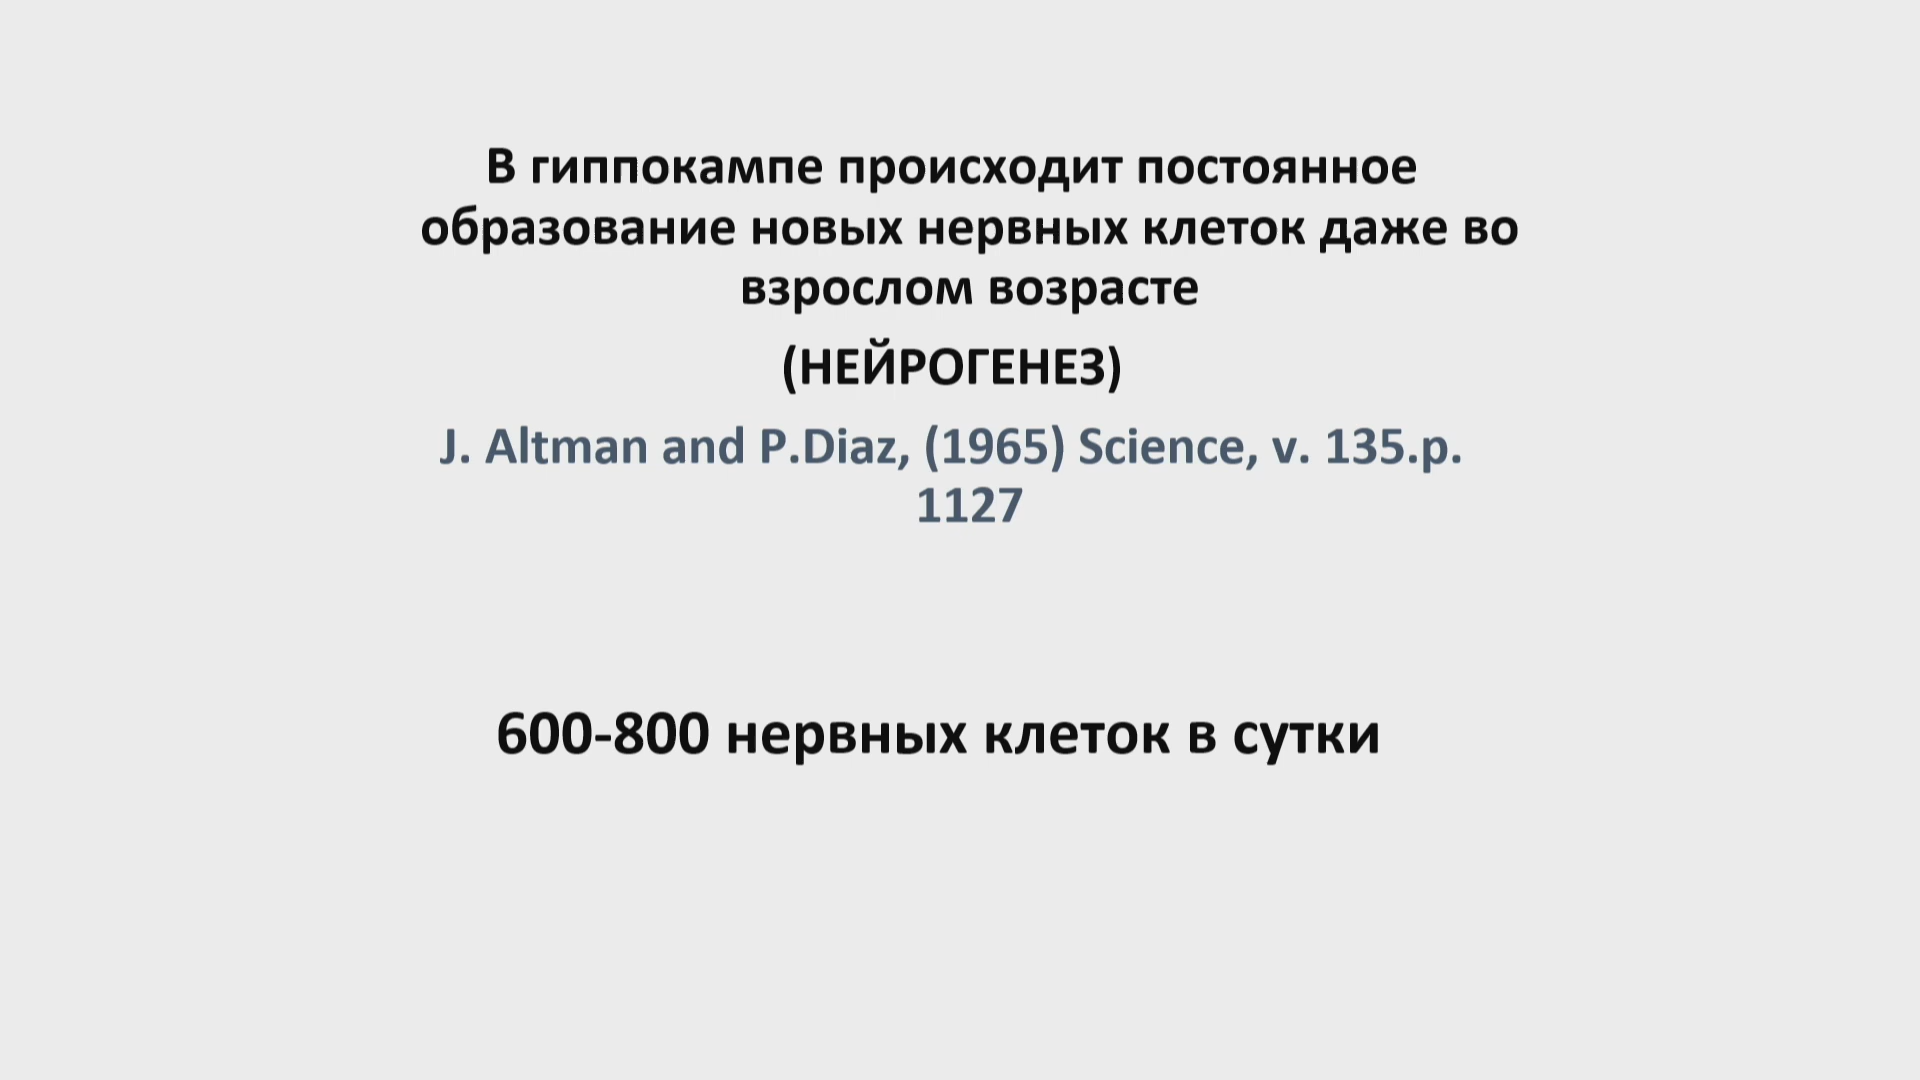 В гиппокампе происходит постоянное
образование новых нервных клеток даже во
взрослом возрасте
(НЕЙРОГЕНЕЗ)
J. Altman and P.Diaz, (1965) Science, v. 135.p.
1127
600-800 нервных клеток в сутки